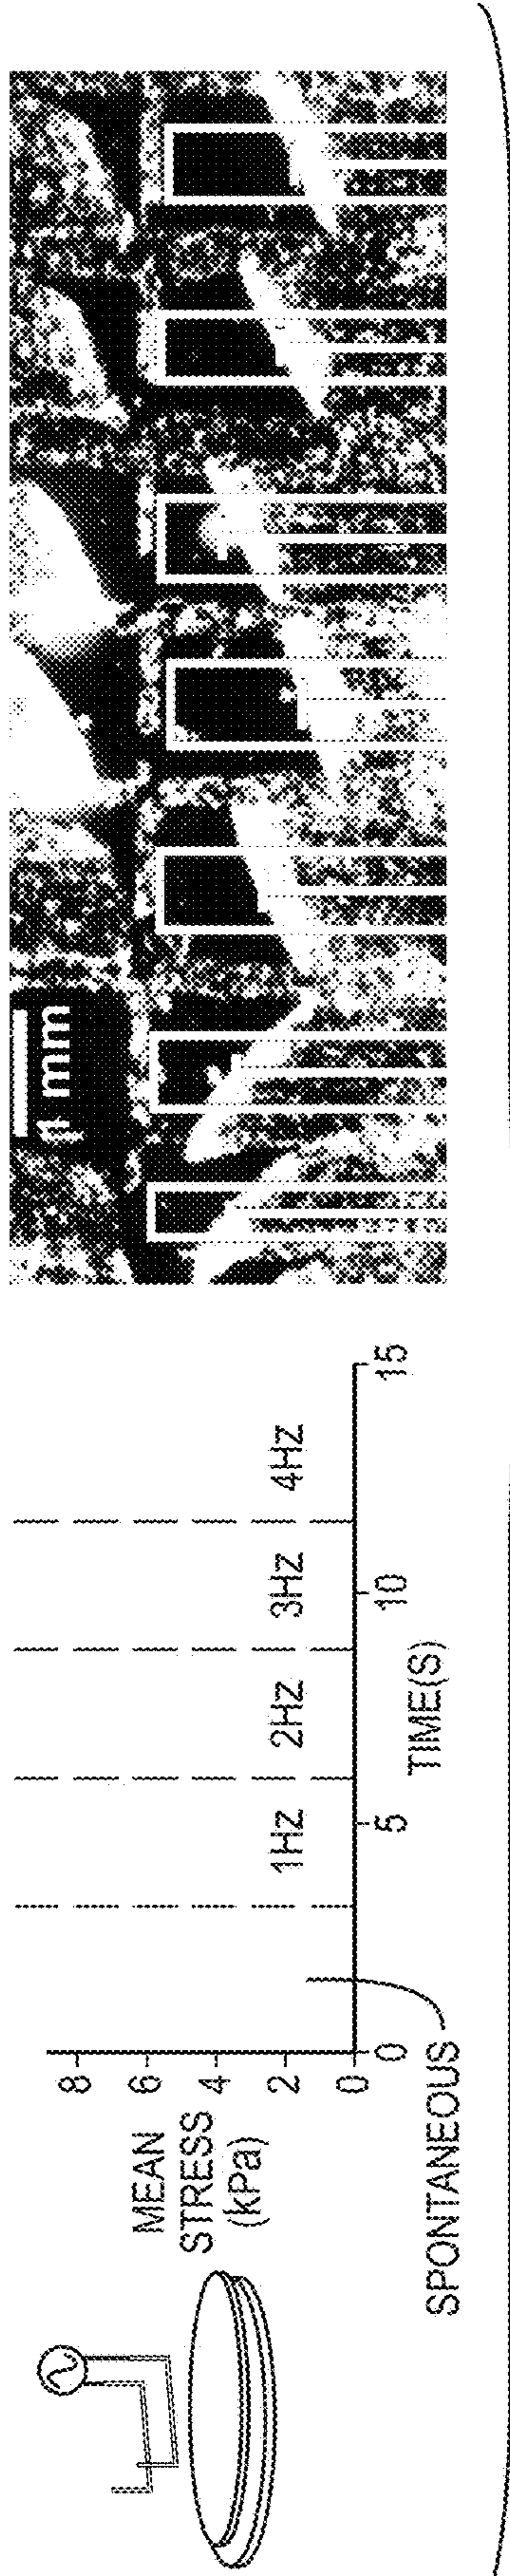 MEAN
STRESS
(kPa)
8
6
4
2
0
1Hz
2Hz
3Hz
4Hz
0
5
10
15
TIME(S)
SPONTANEOUS
1 mm